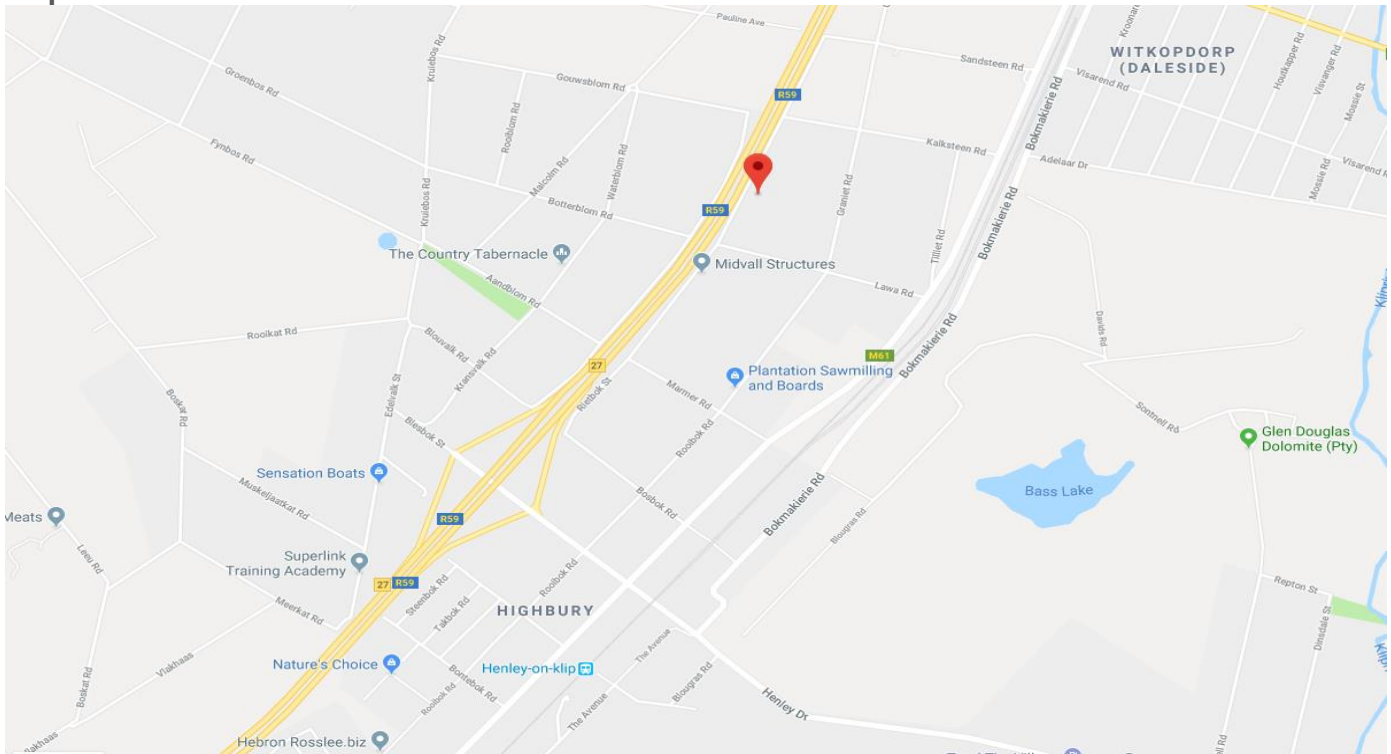 Pauline Ave
WITKOPDORP
(DALESIDE)
Kruiebos Rd
Groenbos Rd
Gouwsblom Rd
R59
Sandsteen Rd
Visarend Rd
Houtkapper Rd
Visvanger Rd
Mossie St
Bokmakierie Rd
Rooiblom Rd
Fynbos Rd
Malcolm Rd
Waterblom Rd
Kalksteen Rd
Adelaar Dr
Visarend R
Mossie Rd
Kruiebos Rd
Botterblom Rd
R59
Graniet Rd
Bokmakierie Rd
Tilliet Rd
The Country Tabernacle
Midvall Structures
Aandblom Rd
Lawa Rd
Rooikat Rd
Blouvalk Rd
Kransvalk Rd
Davids Rd
27
Rietbok St
M61
Bokmakierie Rd
Plantation Sawmilling
and Boards
Marmer Rd
Edelvalk St
Boskat Rd
Blesbok St
Rooibok Rd
Sontnell Rd
Glen Douglas
Dolomite (Pty)
Sensation Boats
Muskeljaatkat Rd
Bosbok Rd
Bokmakierie Rd
Bass Lake
Blougras Rd
Meats
R59
Leeu Rd
Superlink
Training Academy
27
R59
Steenbok Rd
Takbok Rd
Rooibok Rd
Repton St
Dinsdale St
Meerkat Rd
HIGHBURY
Vlakhaas
Nature's Choice
Henley-on-klip
The Avenue
Bontebok Rd
Blougras Rd
Boskat Rd
Rooibok Rd
The Avenue
Henley Dr
Vlakhaas
Hebron Rosslee.biz